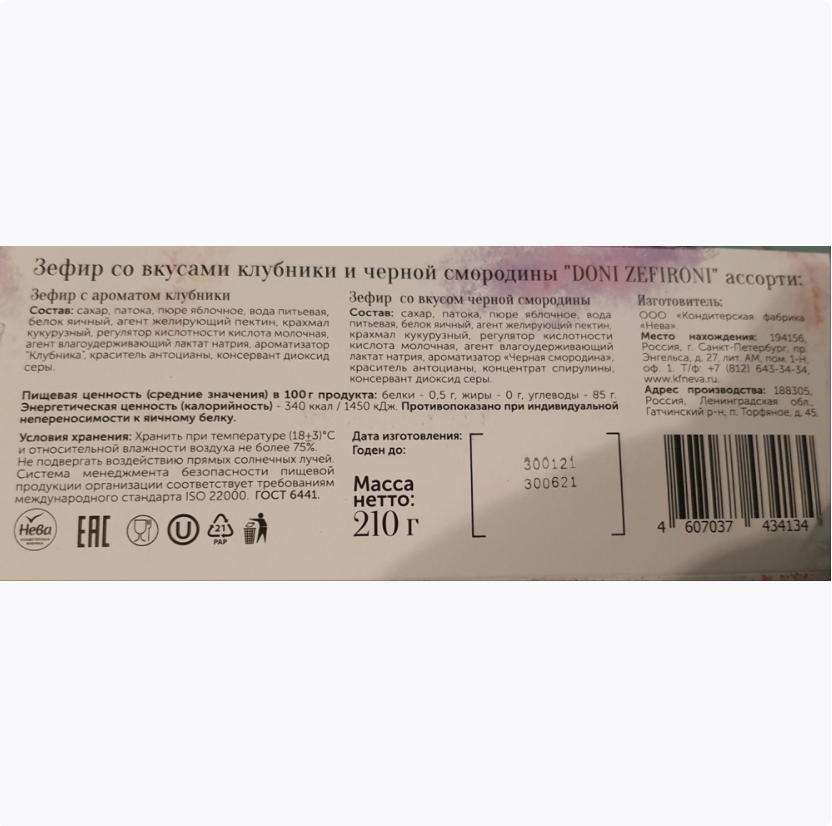 Зефир со вкусами клубники и черной смородины "DONI ZEFIRONI" ассорти:
Зефир с ароматом клубники
Состав: сахар, патока, пюре яблочное, вода питьевая,
белок яичный, агент желирующий пектин, крахмал
кукурузный, регулятор кислотности кислота молочная,
агент влагоудерживающий лактат натрия, ароматизатор
"Клубника", краситель антоцианы, консервант диоксид
серы.
Зефир со вкусом черной смородины
Состав: сахар, патока, пюре яблочное, вода
питьевая, белок яичный, агент желирующий пектин,
крахмал кукурузный, регулятор кислотности
кислота молочная, агент влагоудерживающий
лактат натрия, ароматизатор «Черная смородина»,
краситель антоцианы, концентрат спирулины,
консервант диоксид серы.
Изготовитель:
ООО «Кондитерская фабрика
«Нева».
Место нахождения: 194156,
Россия, г. Санкт-Петербург, пр.
Энгельса, д. 27, лит. АМ, пом. 1-Н,
оф. 1. Т/ф: +7 (812) 643-34-34,
www.kfneva.ru.
Адрес производства: 188305,
Россия, Ленинградская обл.,
Гатчинский р-н, п. Торфяное, д. 45.
Пищевая ценность (средние значения) в 100 г продукта: белки - 0,5 г, жиры - 0 г, углеводы - 85 г.
Энергетическая ценность (калорийность) - 340 ккал / 1450 кДж. Противопоказано при индивидуальной
непереносимости к яичному белку.
Условия хранения: Хранить при температуре (18±3)°С
и относительной влажности воздуха не более 75%.
Не подвергать воздействию прямых солнечных лучей.
Система менеджмента безопасности пищевой
продукции организации соответствует требованиям
международного стандарта ISO 22000. ГОСТ 6441.
Дата изготовления:
Годен до:
300121
300621
Масса
нетто:
210 г
Нева
ЕАС
U
21
PAP
4 607037 434134